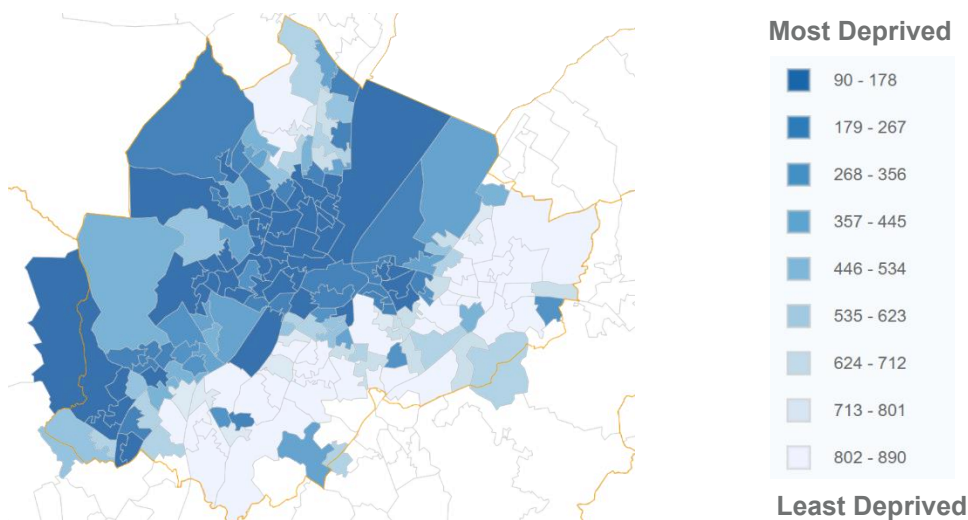 Most Deprived
90 - 178
179 - 267
268 - 356
357 - 445
446 - 534
535 - 623
624 - 712
713 - 801
802 - 890
Least Deprived